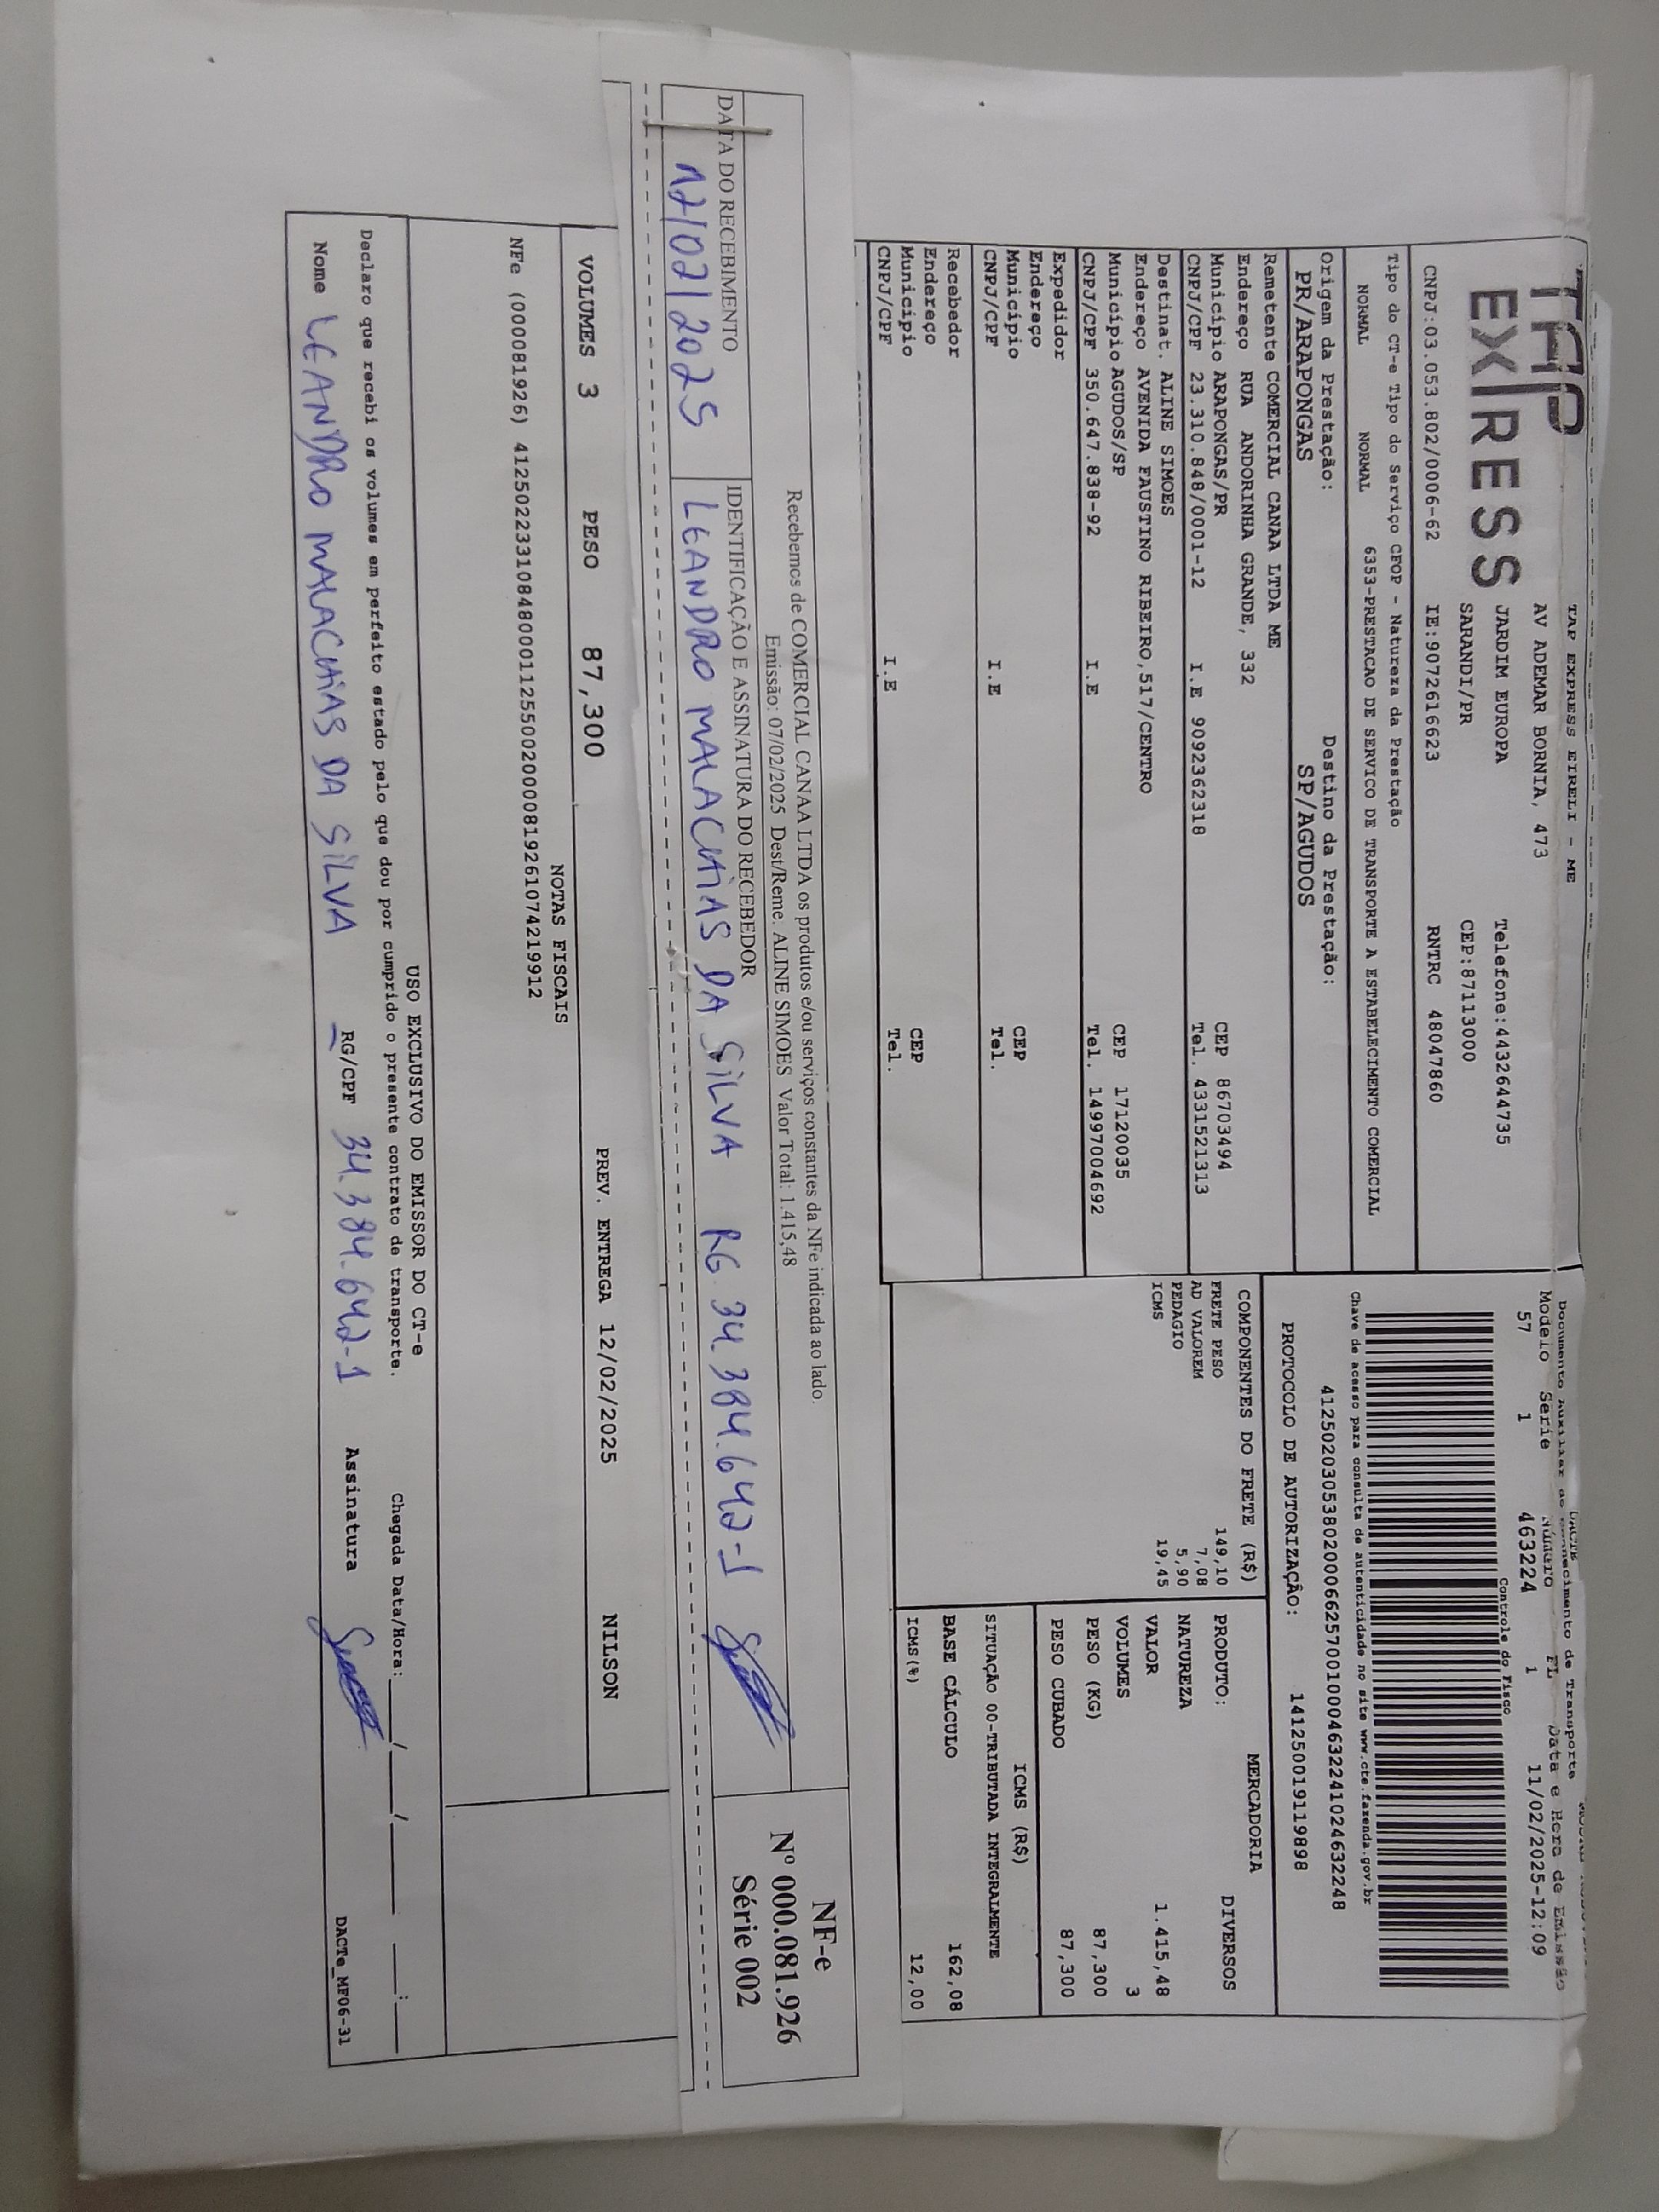 TAP EXPRESS
TAP EXPRESS EIRELI - ME
AV ADEMAR BORNIA, 473
JARDIM EUROPA Telefone:4432644735
SARANDI/PR CEP:87113000
CNPJ:03.053.802/0006-62 IE:9072616623 RNTRC 48047860
Tipo do CT-e Tipo do Serviço CFOP - Natureza da Prestação
NORMAL NORMAL 6353-PRESTACAO DE SERVICO DE TRANSPORTE A ESTABELECIMENTO COMERCIAL
Origem da Prestação: Destino da Prestação:
PR/ARAPONGAS SP/AGUDOS
Remetente COMERCIAL CANAA LTDA ME
Endereço RUA ANDORINHA GRANDE, 332
Município ARAPONGAS/PR CEP 86703494
CNPJ/CPF 23.310.848/0001-12 I.E 9092362318 Tel. 4331521313
Destinat. ALINE SIMOES
Endereço AVENIDA FAUSTINO RIBEIRO,517/CENTRO
Município AGUDOS/SP CEP 17120035
CNPJ/CPF 350.647.838-92 I.E Tel. 14997004692
Expedidor
Endereço
Município CEP
CNPJ/CPF I.E Tel.
Recebedor
Endereço
Município CEP
CNPJ/CPF I.E Tel.
DACTE
Documento Auxiliar do Conhecimento de Transporte
Modelo Serie Número FL Data e Hora de Emissão
57 1 463224 1 11/02/2025-12:09
Controle do Fisco
Chave de acesso para consulta de autenticidade no site www.cte.fazenda.gov.br
41250203053802000662570010004632241024632248
PROTOCOLO DE AUTORIZAÇÃO: 141250019119898
COMPONENTES DO FRETE (R$)
FRETE PESO 149,10
AD VALOREM 7,08
PEDAGIO 5,90
ICMS 19,45
MERCADORIA
PRODUTO: DIVERSOS
NATUREZA
VALOR 1.415,48
VOLUMES 3
PESO (KG) 87,300
PESO CUBADO 87,300
ICMS (R$)
SITUAÇÃO 00-TRIBUTADA INTEGRALMENTE
BASE CÁLCULO 162,08
ICMS(%) 12,00
Recebemos de COMERCIAL CANAA LTDA os produtos e/ou serviços constantes da NFe indicada ao lado.
Emissão: 07/02/2025 Dest/Reme. ALINE SIMOES Valor Total: 1.415,48
DATA DO RECEBIMENTO IDENTIFICAÇÃO E ASSINATURA DO RECEBEDOR
12/02/2025 LEANDRO MALACHIAS DA SILVA RG. 34.384.642-1
NF-e
Nº 000.081.926
Série 002
VOLUMES 3 PESO 87,300 PREV. ENTREGA 12/02/2025 NILSON
NOTAS FISCAIS
NFe (000081926) 41250223310848000112550020000819261074219912
USO EXCLUSIVO DO EMISSOR DO CT-e
Declaro que recebi os volumes em perfeito estado pelo que dou por cumprido o presente contrato de transporte. Chegada Data/Hora: __/__/____ __:__
Nome LEANDRO MALACHIAS DA SILVA RG/CPF 34.384.642-1 Assinatura
DACTe_MF06-31